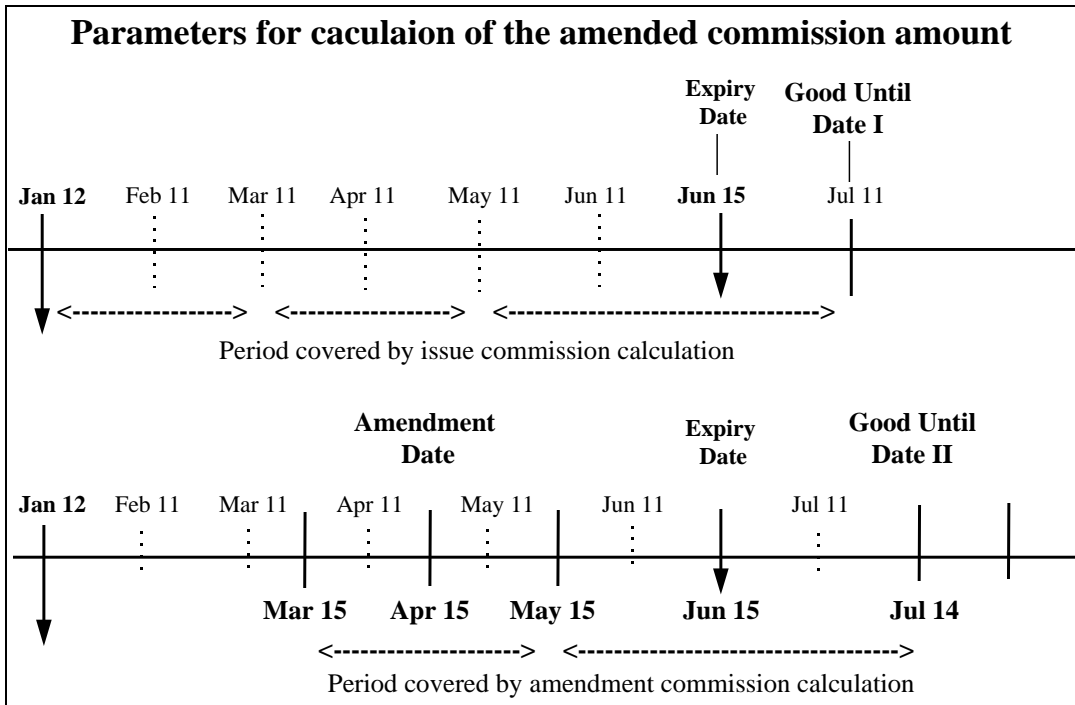 Parameters for caculaion of the amended commission amount
Expiry
Date
Good Until
Date I
Jan 12 Feb 11 Mar 11 Apr 11 May 11 Jun 11 Jun 15 Jul 11
<------------------> <------------------> <--------------------------------->
Period covered by issue commission calculation
Amendment
Date
Expiry
Date
Good Until
Date II
Jan 12 Feb 11 Mar 11 Apr 11 May 11 Jun 11 Jul 11
Mar 15 Apr 15 May 15 Jun 15 Jul 14
<-------------------> <--------------------------------->
Period covered by amendment commission calculation